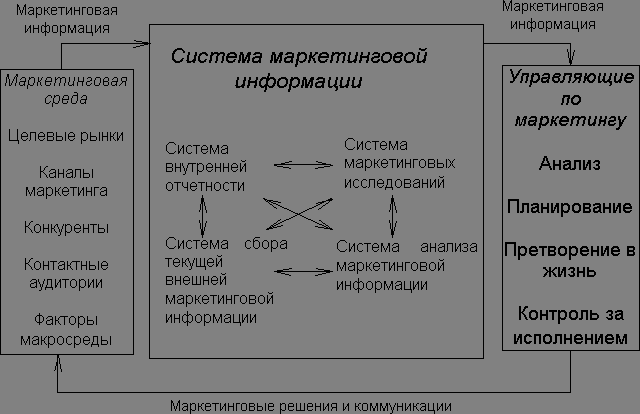 Маркетинговая
информация
Маркетинговая
информация
Маркетинговая
среда
Целевые рынки
Каналы
маркетинга
Конкуренты
Контактные
аудитории
Факторы
макросреды
Система маркетинговой
информации
Система
внутренней
отчетности
Система
маркетинговых
исследований
Система сбора
текущей
внешней
маркетинговой
информации
Система анализа
маркетинговой
информации
Управляющие
по
маркетингу
Анализ
Планирование
Претворение в
жизнь
Контроль за
исполнением
Маркетинговые решения и коммуникации